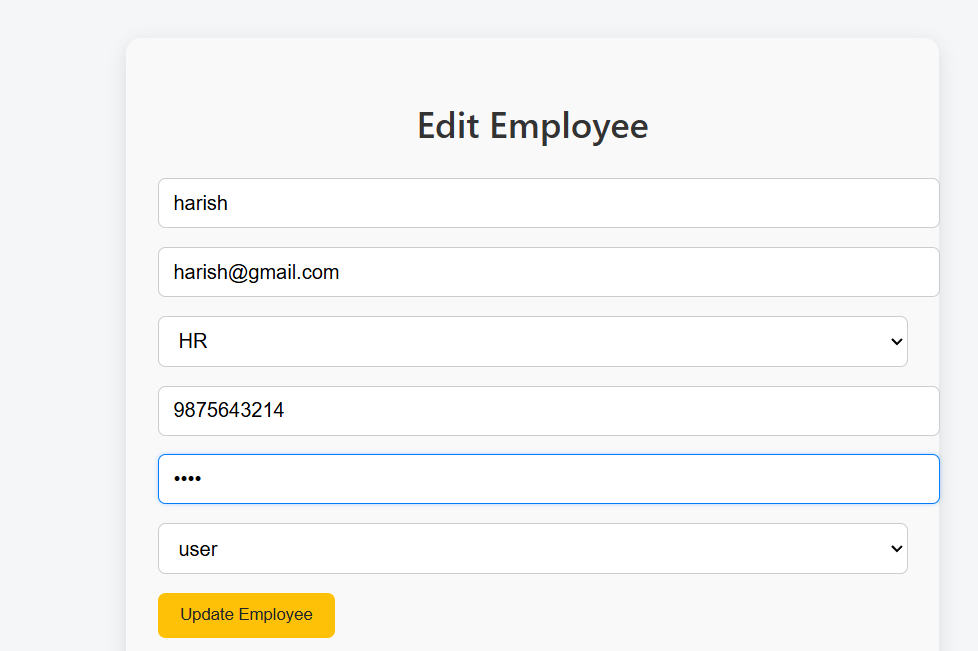 Edit Employee
harish
harish@gmail.com
HR
9875643214
••••
user
Update Employee